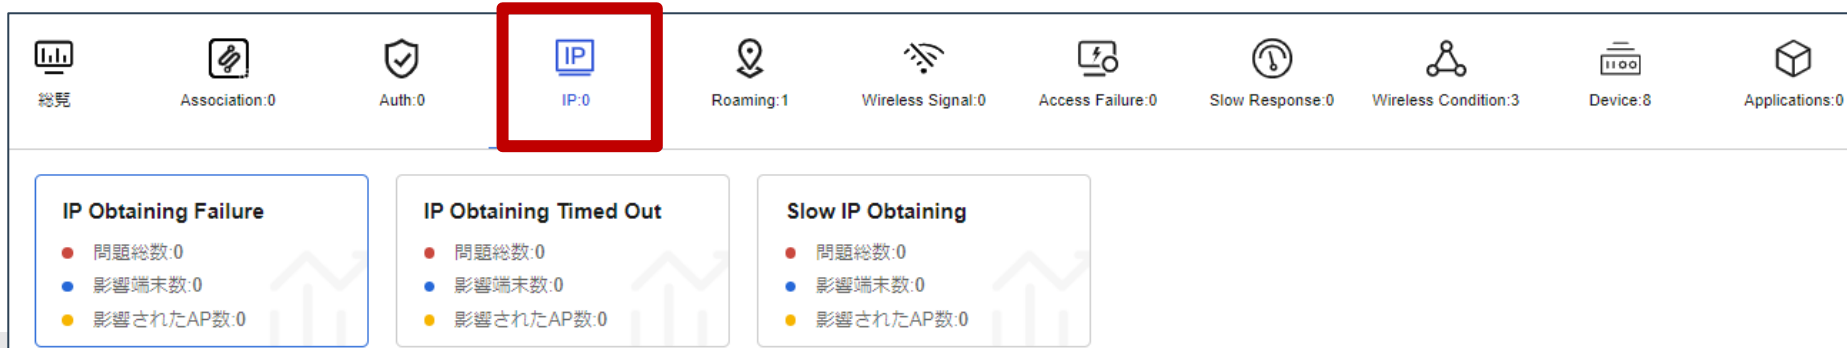 IP
総覧 Association:0 Auth:0 IP:0 Roaming:1 Wireless Signal:0 Access Failure:0 Slow Response:0 Wireless Condition:3 Device:8 Applications:0
IP Obtaining Failure
問題総数:0
影響端末数:0
影響されたAP数:0
IP Obtaining Timed Out
問題総数:0
影響端末数:0
影響されたAP数:0
Slow IP Obtaining
問題総数:0
影響端末数:0
影響されたAP数:0